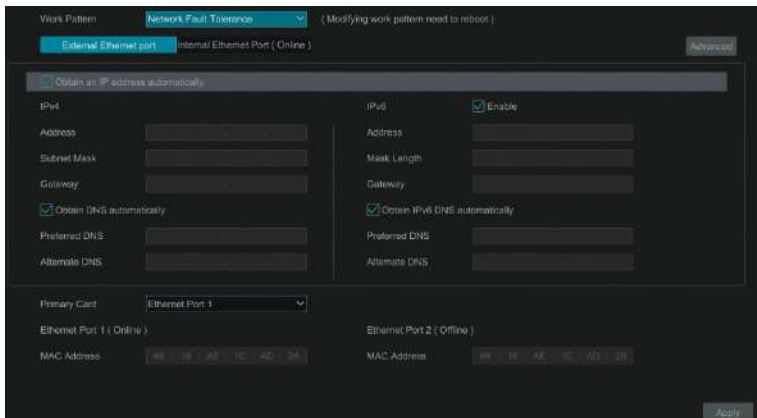 Work Pattern Network Fault Tolerance ( Modifying work pattern need to reboot )
External Ethernet port Internal Ethernet Port ( Online ) Advanced
Obtain an IP address automatically
IPv4 IPv6 Enable
Address Address
Subnet Mask Mask Length
Gateway Gateway
Obtain DNS automatically Obtain IPv6 DNS automatically
Preferred DNS Preferred DNS
Alternate DNS Alternate DNS
Primary Card Ethernet Port 1
Ethernet Port 1 ( Online ) Ethernet Port 2 ( Offline )
MAC Address MAC Address
Apply